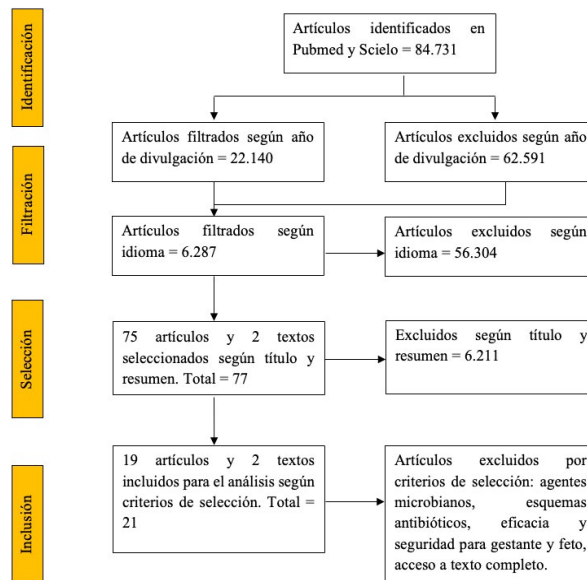 Identificación
Artículos identificados en
Pubmed y Scielo = 84.731
Artículos filtrados según año
de divulgación = 22.140
Artículos excluidos según año
de divulgación = 62.591
Filtración
Artículos filtrados según
idioma = 6.287
Artículos excluidos según
idioma = 56.304
Selección
75 artículos y 2 textos
seleccionados según título y
resumen. Total = 77
Excluidos según título y
resumen = 6.211
Inclusión
19 artículos y 2 textos
incluidos para el análisis según
criterios de selección. Total =
21
Artículos excluidos por
criterios de selección: agentes
microbianos, esquemas
antibióticos, eficacia y
seguridad para gestante y feto,
acceso a texto completo.